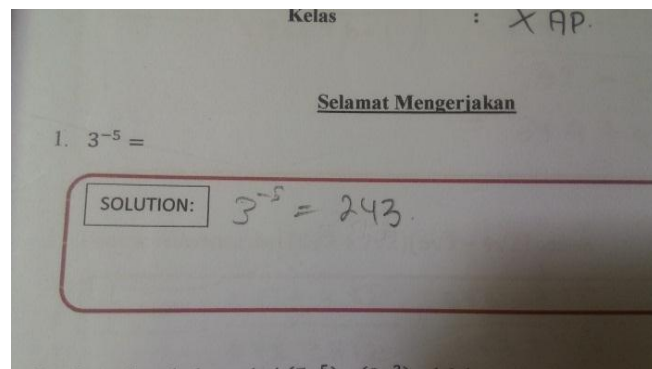 Kelas : X AP.
Selamat Mengerjakan
1. 3⁻⁵ =
SOLUTION: 3⁻⁵ = 243.